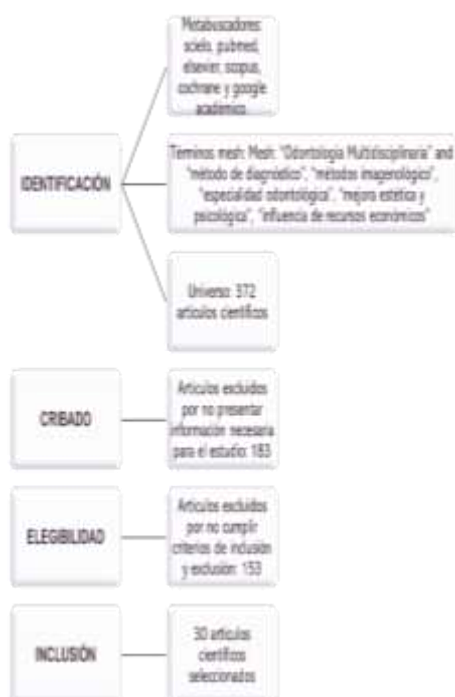 Metabuscadores:
scielo, pubmed,
elsevier, scopus,
cochrane y google
académico
IDENTIFICACIÓN
Términos mesh: Mesh: "Odontología Multidisciplinaria" and
"método de diagnóstico", "métodos imagenológico",
"especialidad odontológica", "mejora estética y
psicológica", "influencia de recursos económicos"
Universo: 372
artículos científicos
CRIBADO
Artículos excluidos
por no presentar
información necesaria
para el estudio: 183
ELEGIBILIDAD
Artículos excluidos
por no cumplir
criterios de inclusión
y exclusión: 153
INCLUSIÓN
30 artículos
científicos
seleccionados